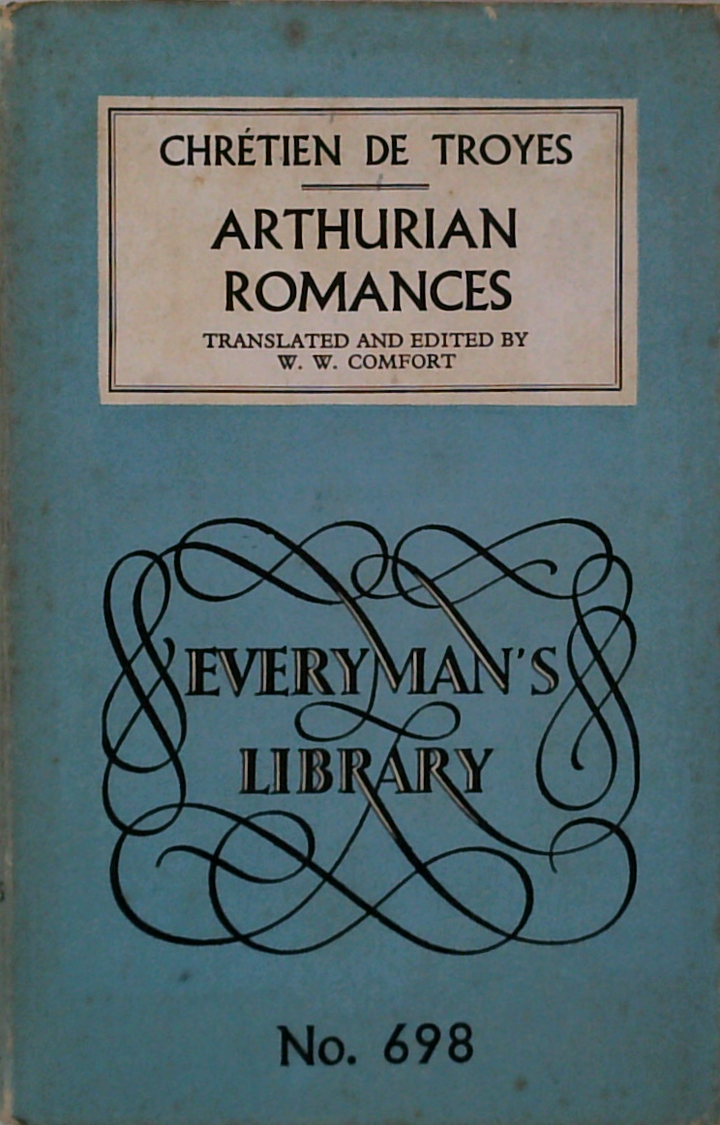 CHRÉTIEN DE TROYES
ARTHURIAN
ROMANCES
TRANSLATED AND EDITED BY
W. W. COMFORT
EVERYMAN'S
LIBRARY
No. 698